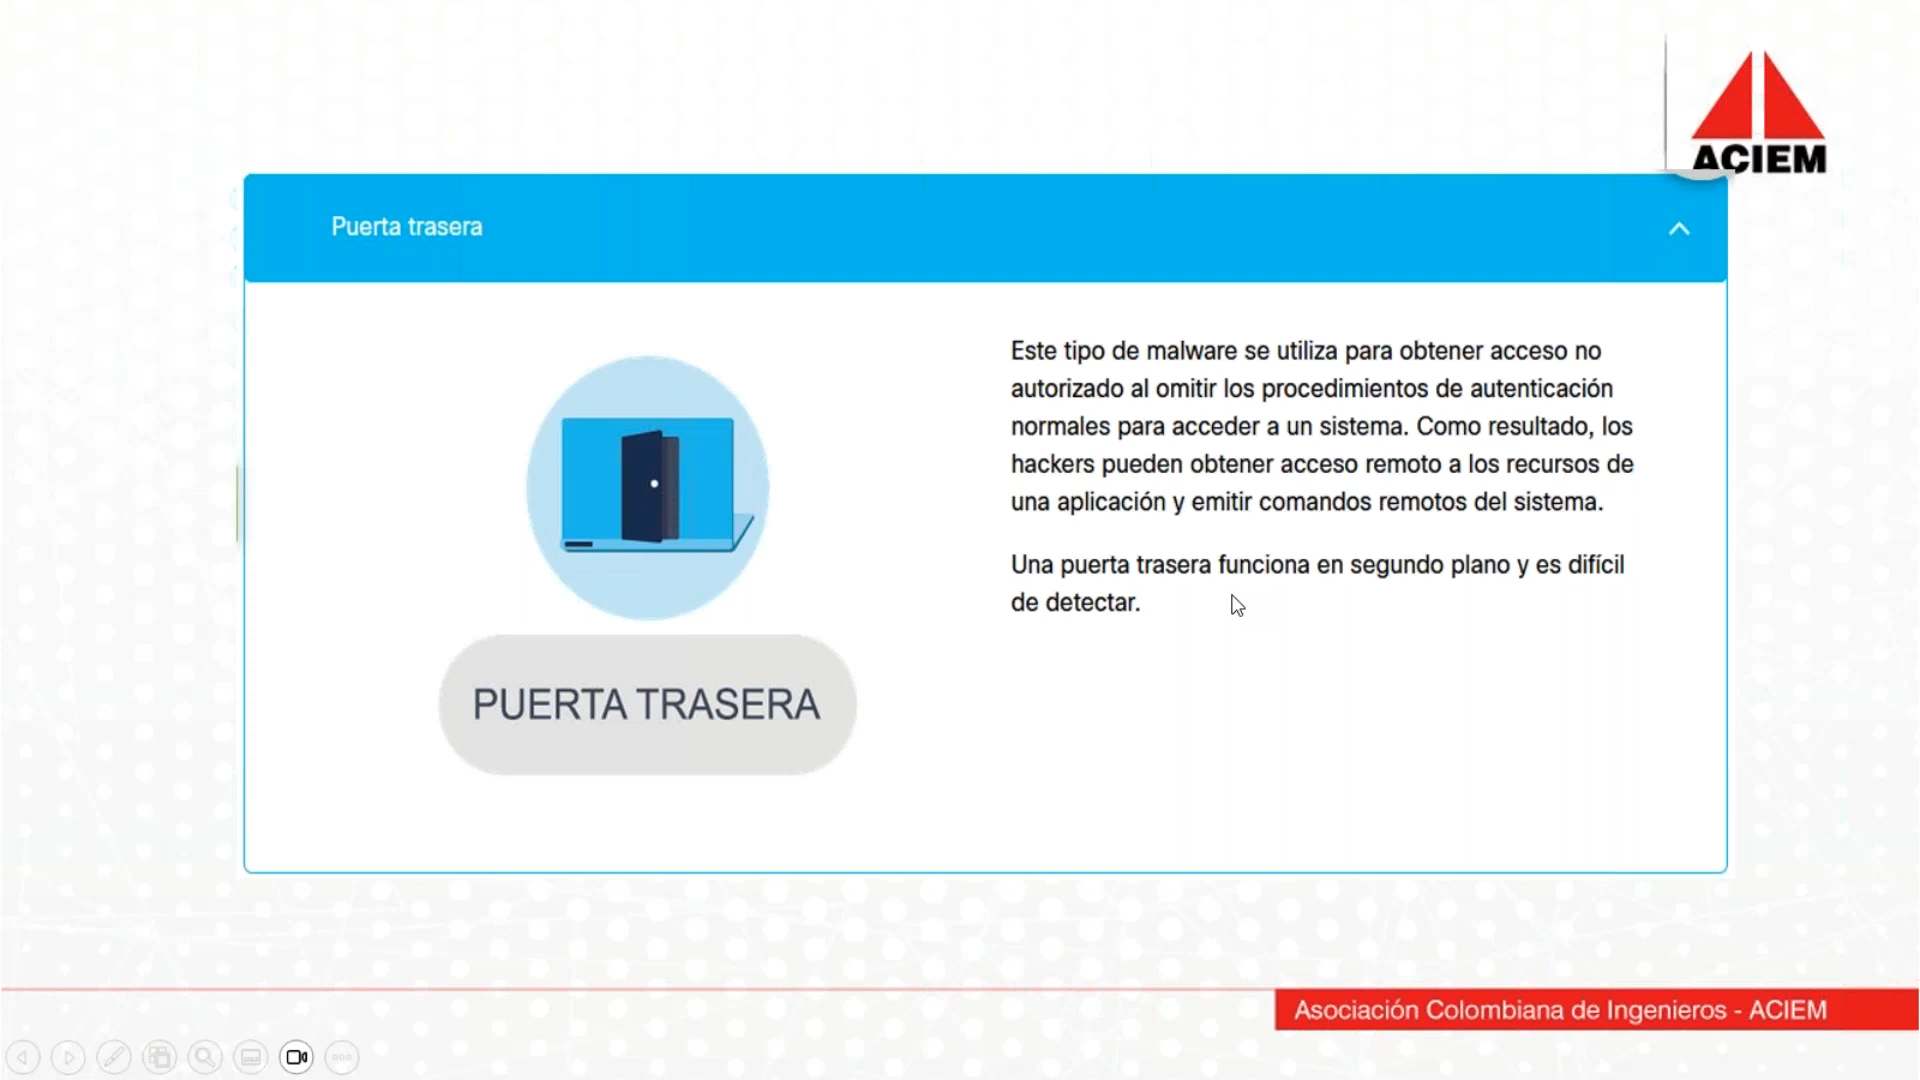 ACIEM
Puerta trasera
Este tipo de malware se utiliza para obtener acceso no
autorizado al omitir los procedimientos de autenticación
normales para acceder a un sistema. Como resultado, los
hackers pueden obtener acceso remoto a los recursos de
una aplicación y emitir comandos remotos del sistema.
Una puerta trasera funciona en segundo plano y es difícil
de detectar.
PUERTA TRASERA
Asociación Colombiana de Ingenieros - ACIEM